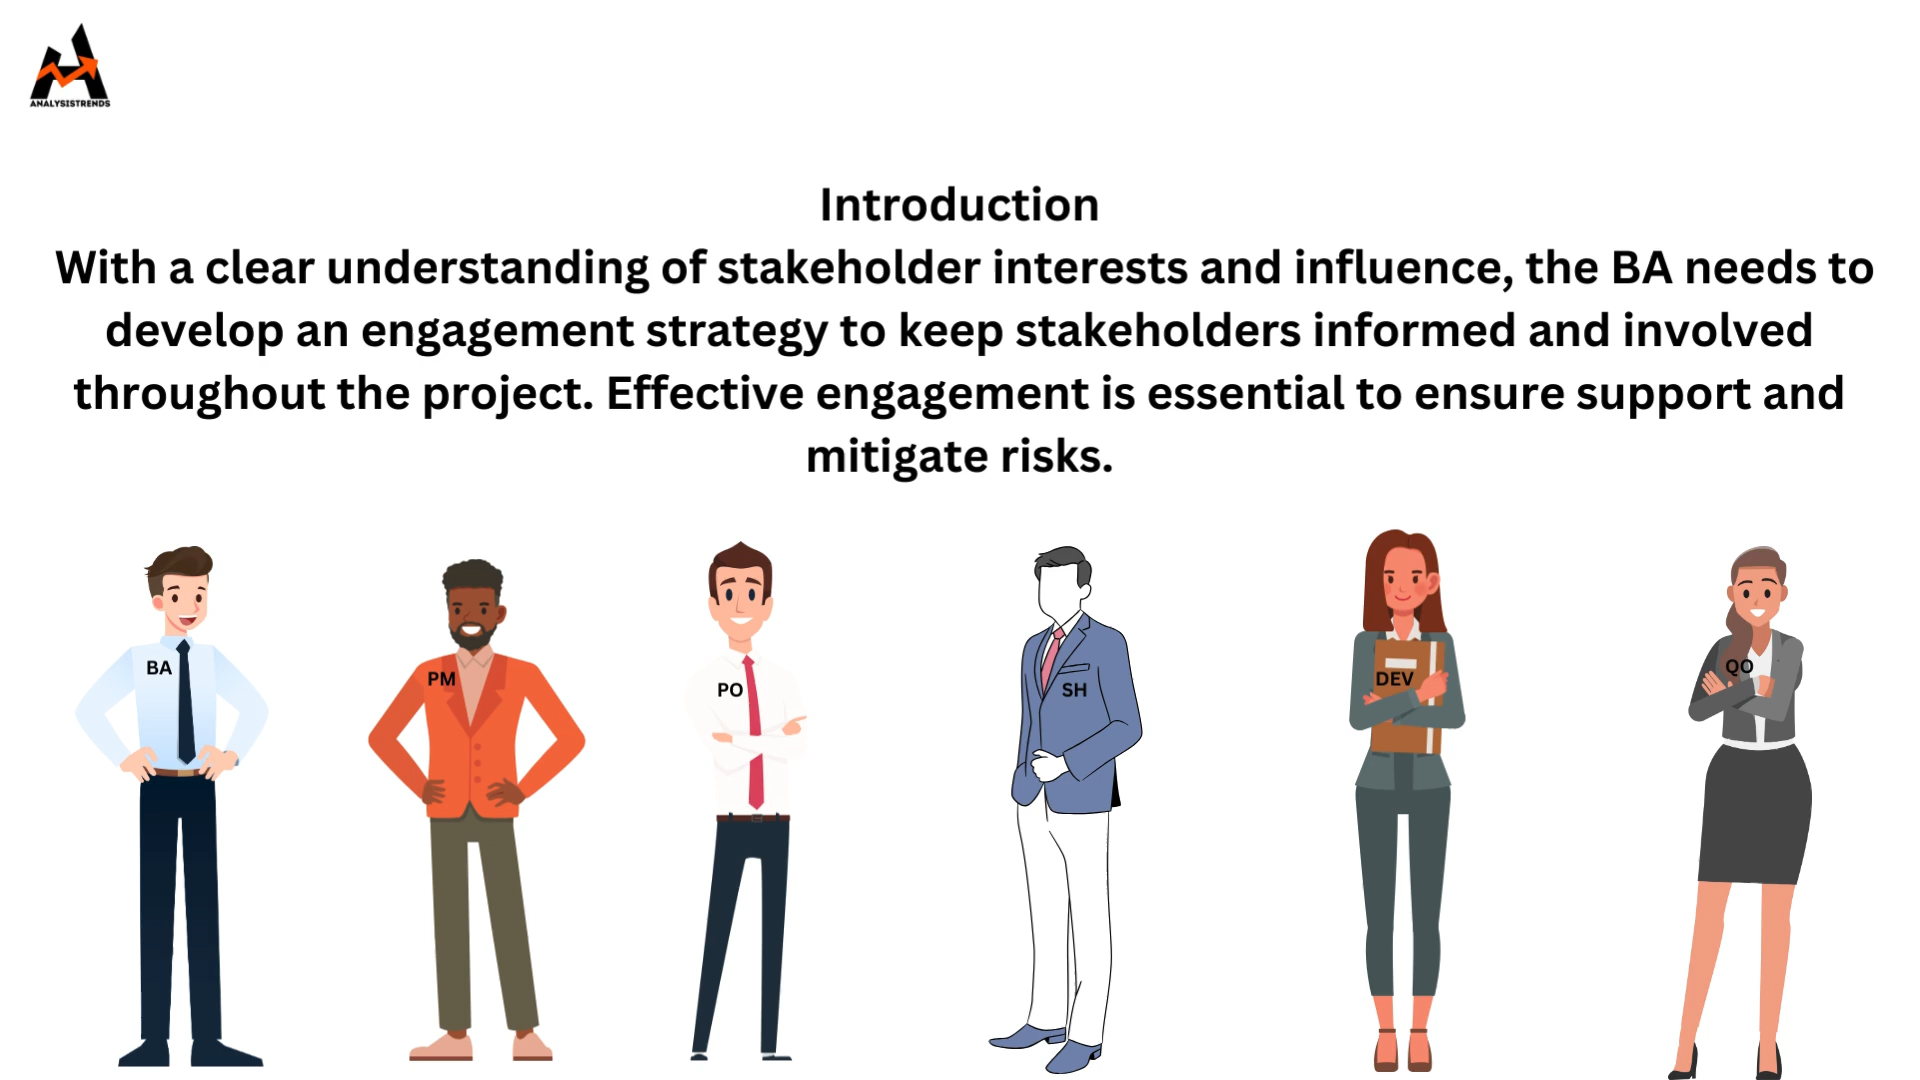 ANALYSISTRENDS
Introduction
With a clear understanding of stakeholder interests and influence, the BA needs to
develop an engagement strategy to keep stakeholders informed and involved
throughout the project. Effective engagement is essential to ensure support and
mitigate risks.
BA
PM
PO
SH
DEV
QO